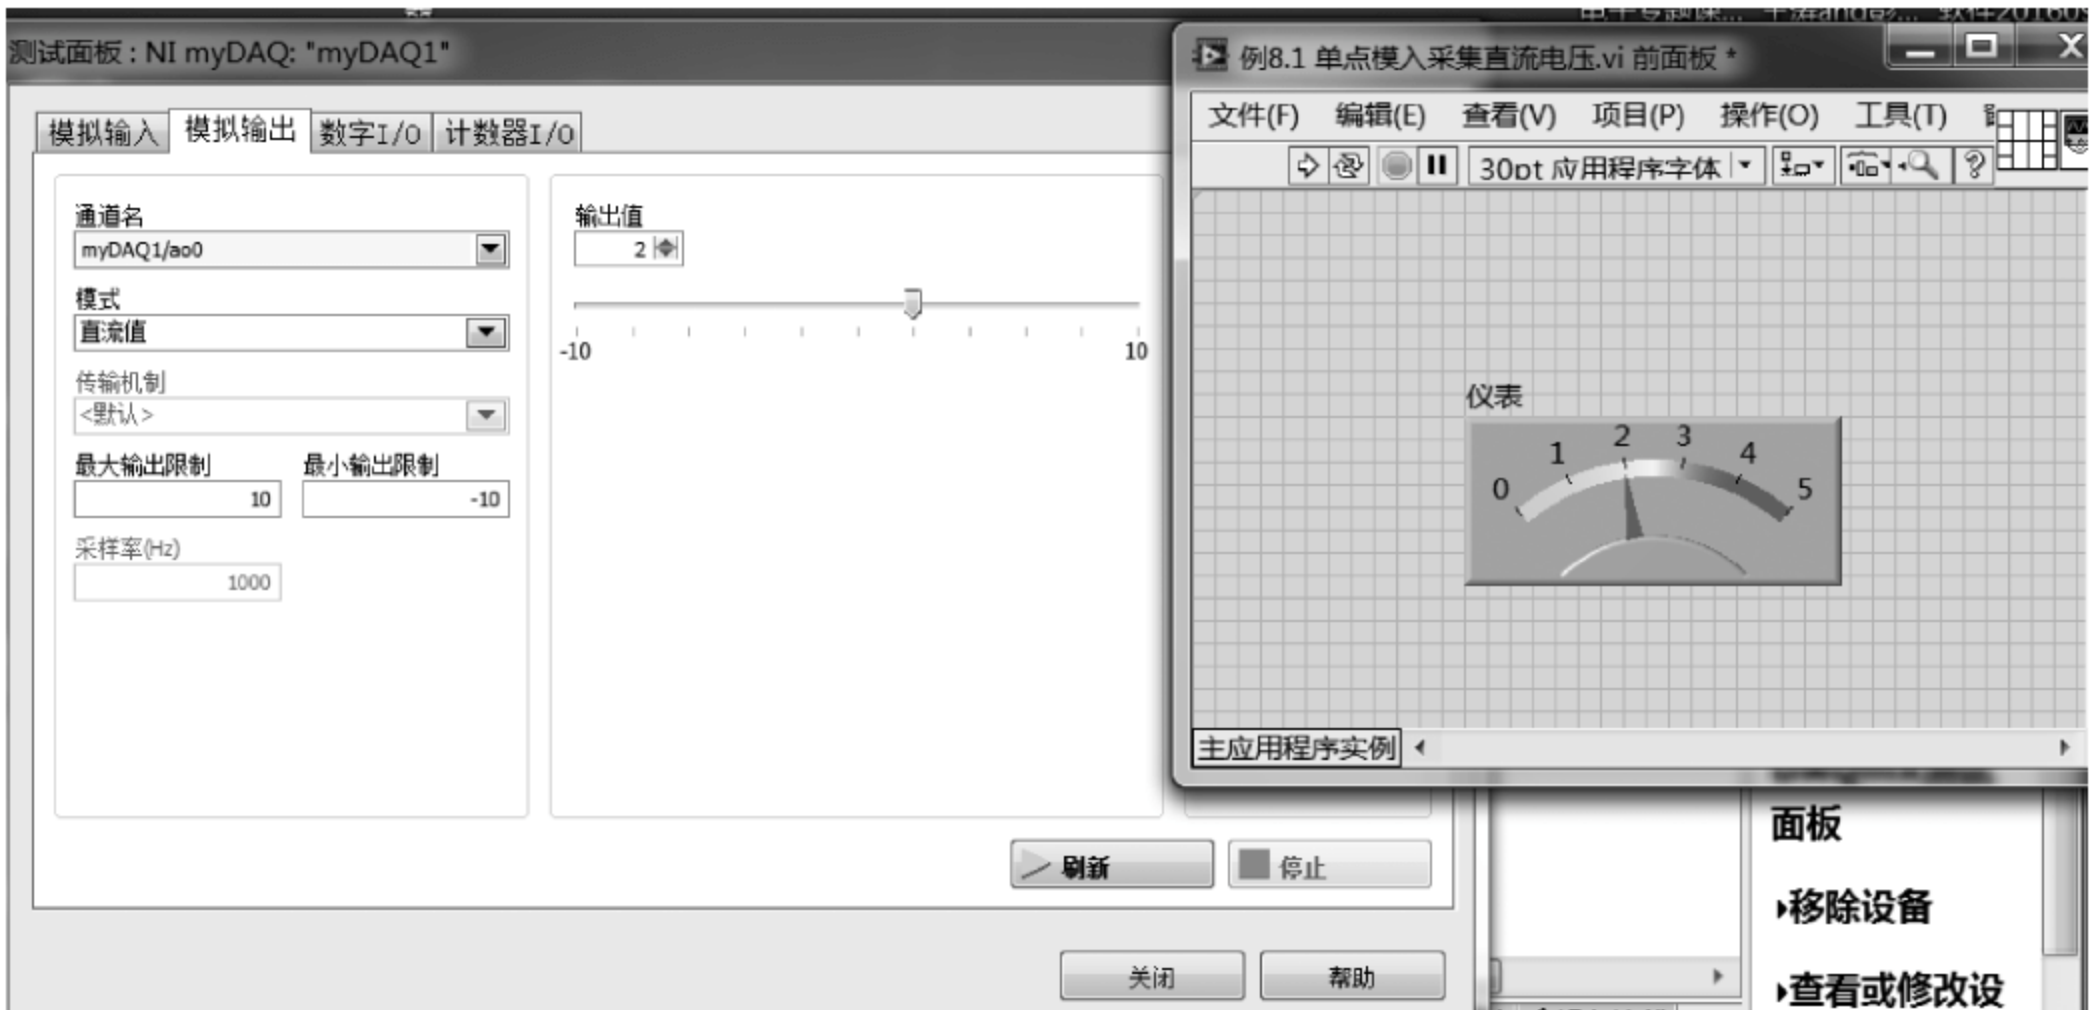 测试面板 : NI myDAQ: "myDAQ1"
模拟输入 模拟输出 数字I/O 计数器I/O
通道名
myDAQ1/ao0
模式
直流值
传输机制
<默认>
最大输出限制 最小输出限制
10 -10
采样率(Hz)
1000
输出值
2
-10 10
刷新 停止
关闭 帮助
例8.1 单点模入采集直流电压.vi 前面板 *
文件(F) 编辑(E) 查看(V) 项目(P) 操作(O) 工具(T)
30pt 应用程序字体
仪表
0 1 2 3 4 5
主应用程序实例
面板
移除设备
查看或修改设